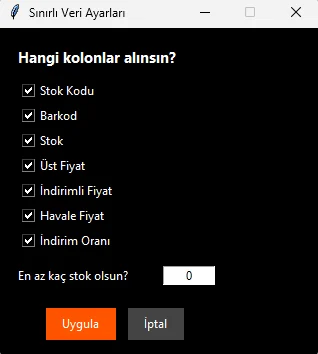 Sınırlı Veri Ayarları
Hangi kolonlar alınsın?
Stok Kodu
Barkod
Stok
Üst Fiyat
İndirimli Fiyat
Havale Fiyat
İndirim Oranı
En az kaç stok olsun? 0
Uygula İptal